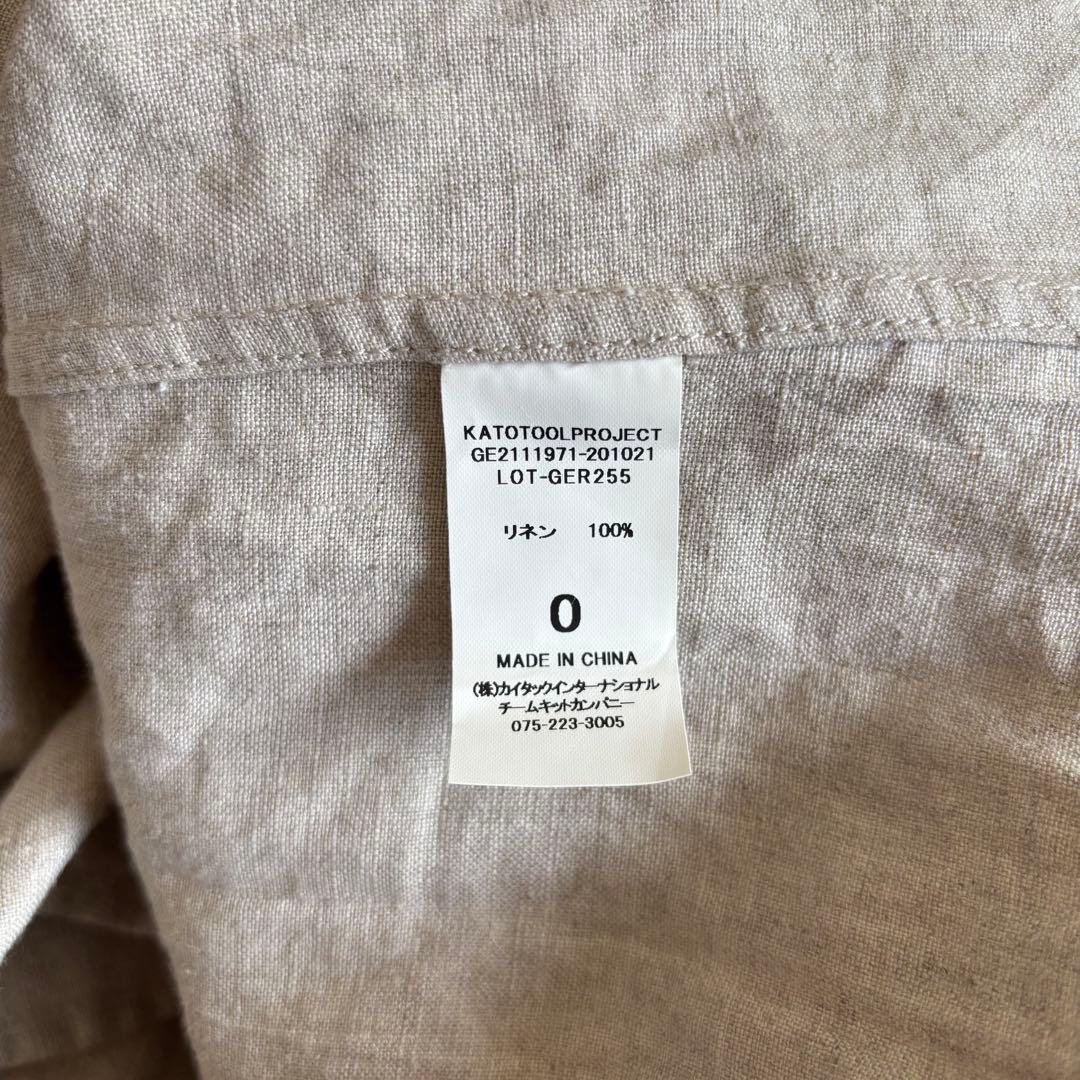 KATOTOOLPROJECT
GE2111971-201021
LOT-GER255
リネン 100%
0
MADE IN CHINA
(株)カイタックインターナショナル
チームキットカンパニー
075-223-3005